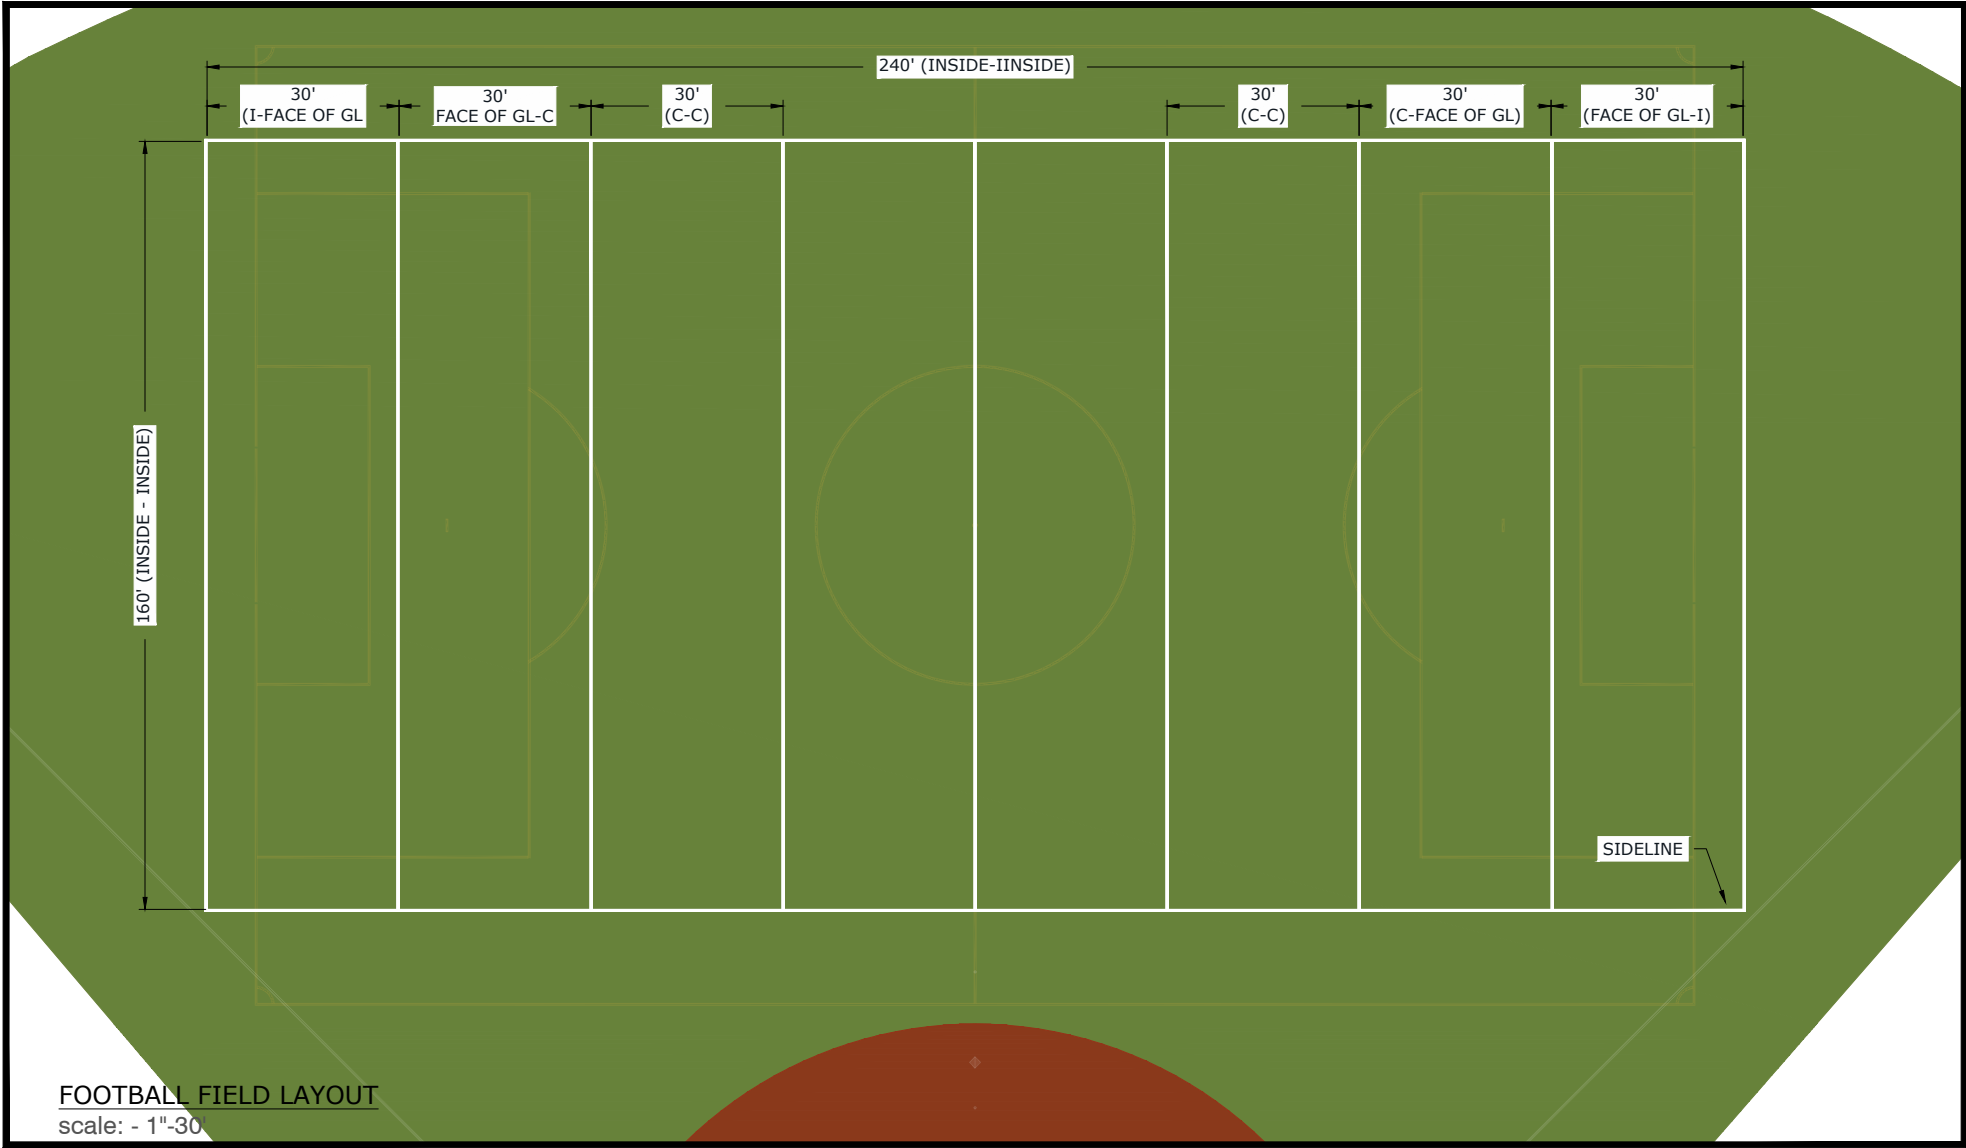 240' (INSIDE-IINSIDE)
30'
(I-FACE OF GL
30'
FACE OF GL-C
30'
(C-C)
30'
(C-C)
30'
(C-FACE OF GL)
30'
(FACE OF GL-I)
160' (INSIDE - INSIDE)
SIDELINE
FOOTBALL FIELD LAYOUT
scale: - 1"-30'